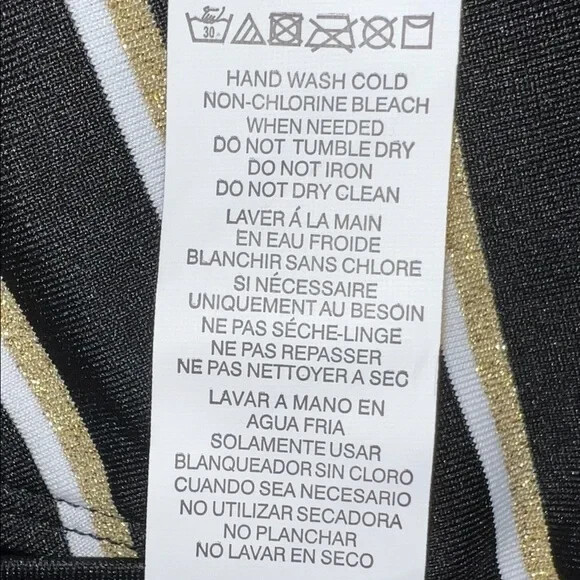 30
HAND WASH COLD
NON-CHLORINE BLEACH
WHEN NEEDED
DO NOT TUMBLE DRY
DO NOT IRON
DO NOT DRY CLEAN
LAVER Á LA MAIN
EN EAU FROIDE
BLANCHIR SANS CHLORE
SI NÉCESSAIRE
UNIQUEMENT AU BESOIN
NE PAS SÉCHE-LINGE
NE PAS REPASSER
NE PAS NETTOYER A SEC
LAVAR A MANO EN
AGUA FRIA
SOLAMENTE USAR
BLANQUEADOR SIN CLORO
CUANDO SEA NECESARIO
NO UTILIZAR SECADORA
NO PLANCHAR
NO LAVAR EN SECO